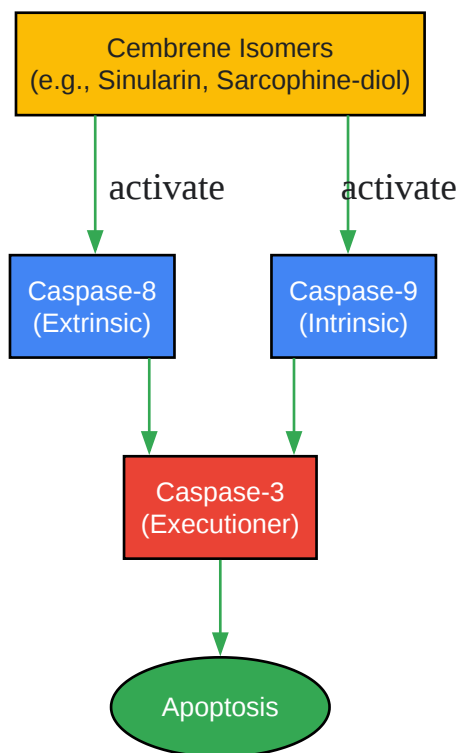 Cembrene Isomers
(e.g., Sinularin, Sarcophine-diol)
activate
activate
Caspase-8
(Extrinsic)
Caspase-9
(Intrinsic)
Caspase-3
(Executioner)
Apoptosis